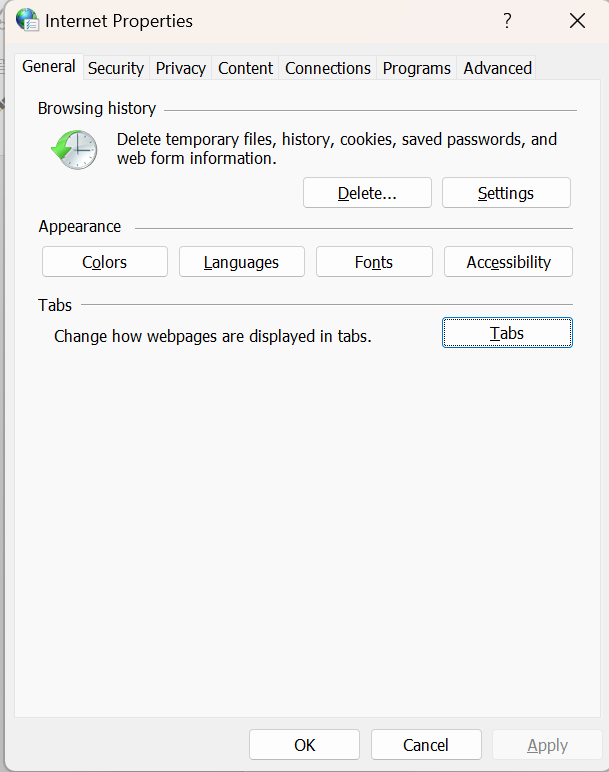 Internet Properties ?
General Security Privacy Content Connections Programs Advanced
Browsing history
Delete temporary files, history, cookies, saved passwords, and
web form information.
Delete... Settings
Appearance
Colors Languages Fonts Accessibility
Tabs
Change how webpages are displayed in tabs. Tabs
OK Cancel Apply